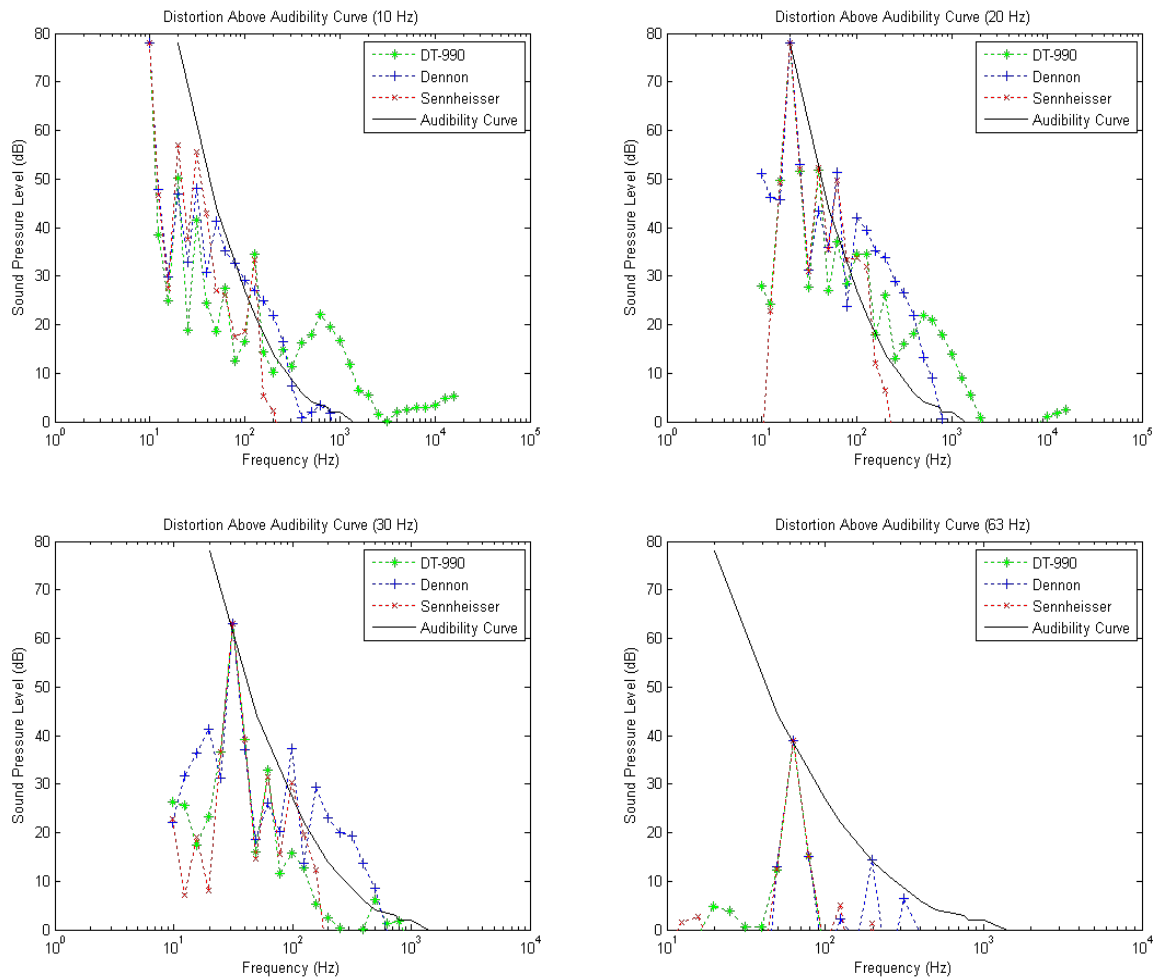 Distortion Above Audibility Curve (10 Hz)
80
70
60
50
40
30
20
10
0
Sound Pressure Level (dB)
DT-990
Dennon
Sennheisser
Audibility Curve
10^0
10^1
10^2
10^3
10^4
10^5
Frequency (Hz)
Distortion Above Audibility Curve (20 Hz)
80
70
60
50
40
30
20
10
0
Sound Pressure Level (dB)
DT-990
Dennon
Sennheisser
Audibility Curve
10^0
10^1
10^2
10^3
10^4
10^5
Frequency (Hz)
Distortion Above Audibility Curve (30 Hz)
80
70
60
50
40
30
20
10
0
Sound Pressure Level (dB)
DT-990
Dennon
Sennheisser
Audibility Curve
10^0
10^1
10^2
10^3
10^4
Frequency (Hz)
Distortion Above Audibility Curve (63 Hz)
80
70
60
50
40
30
20
10
0
Sound Pressure Level (dB)
DT-990
Dennon
Sennheisser
Audibility Curve
10^1
10^2
10^3
10^4
Frequency (Hz)